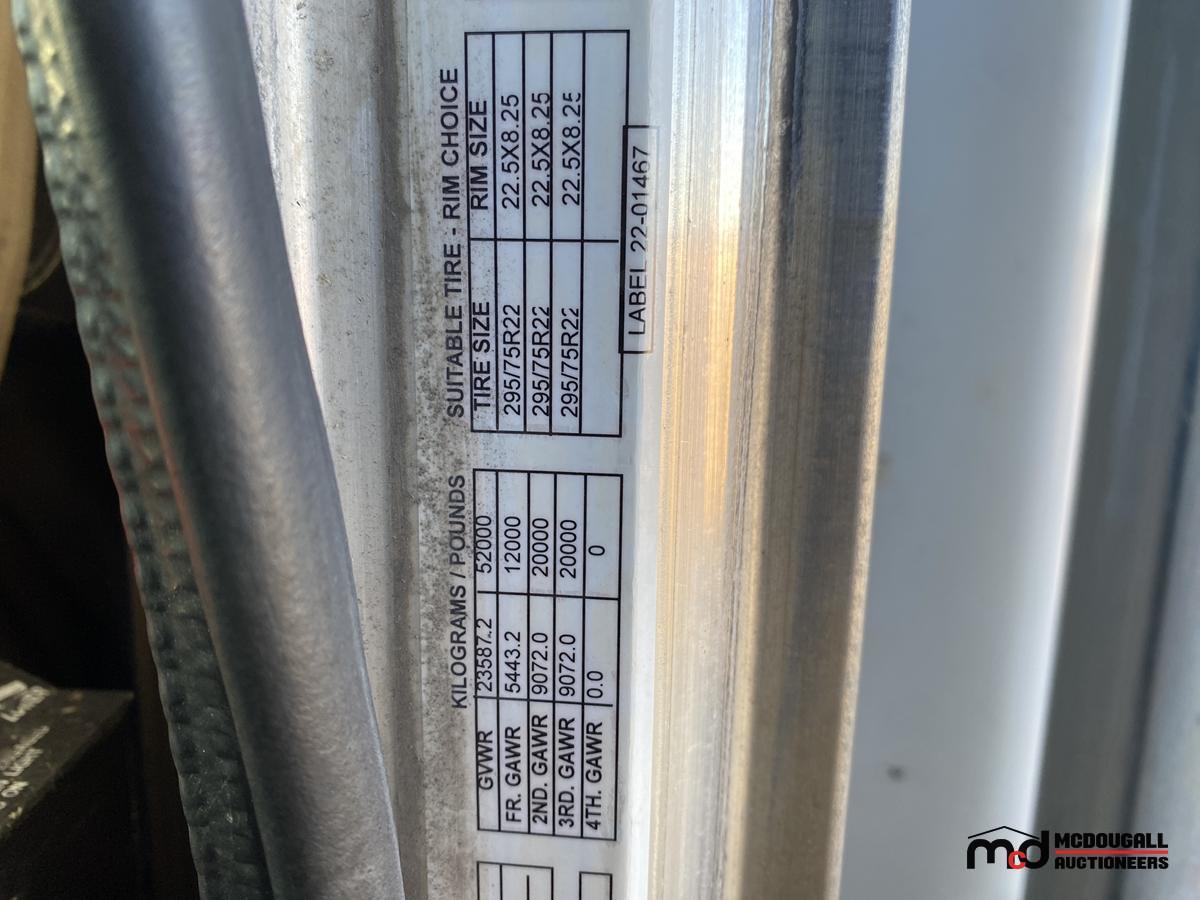 KILOGRAMS / POUNDS
GVWR 23587.2 52000
FR. GAWR 5443.2 12000
2ND. GAWR 9072.0 20000
3RD. GAWR 9072.0 20000
4TH. GAWR 0.0 0
SUITABLE TIRE - RIM CHOICE
TIRE SIZE RIM SIZE
295/75R22 22.5X8.25
295/75R22 22.5X8.25
295/75R22 22.5X8.25
LABEL 22-01467
mcd MCDOUGALL
AUCTIONEERS